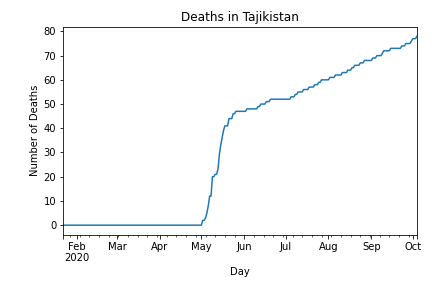 Deaths in Tajikistan
Number of Deaths
80
70
60
50
40
30
20
10
0
Feb Mar Apr May Jun Jul Aug Sep Oct
2020
Day